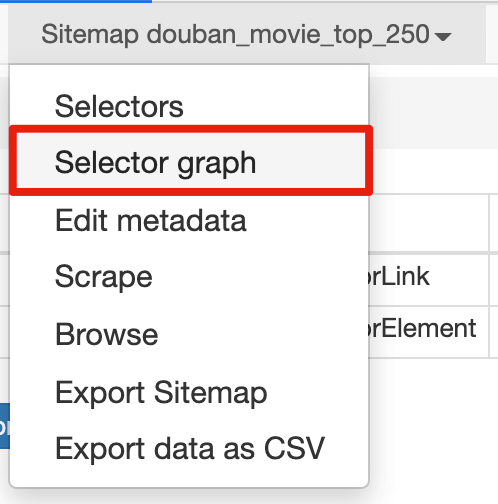 Sitemap douban_movie_top_250
Selectors
Selector graph
Edit metadata
Scrape
orLink
Browse
orElement
Export Sitemap
Export data as CSV